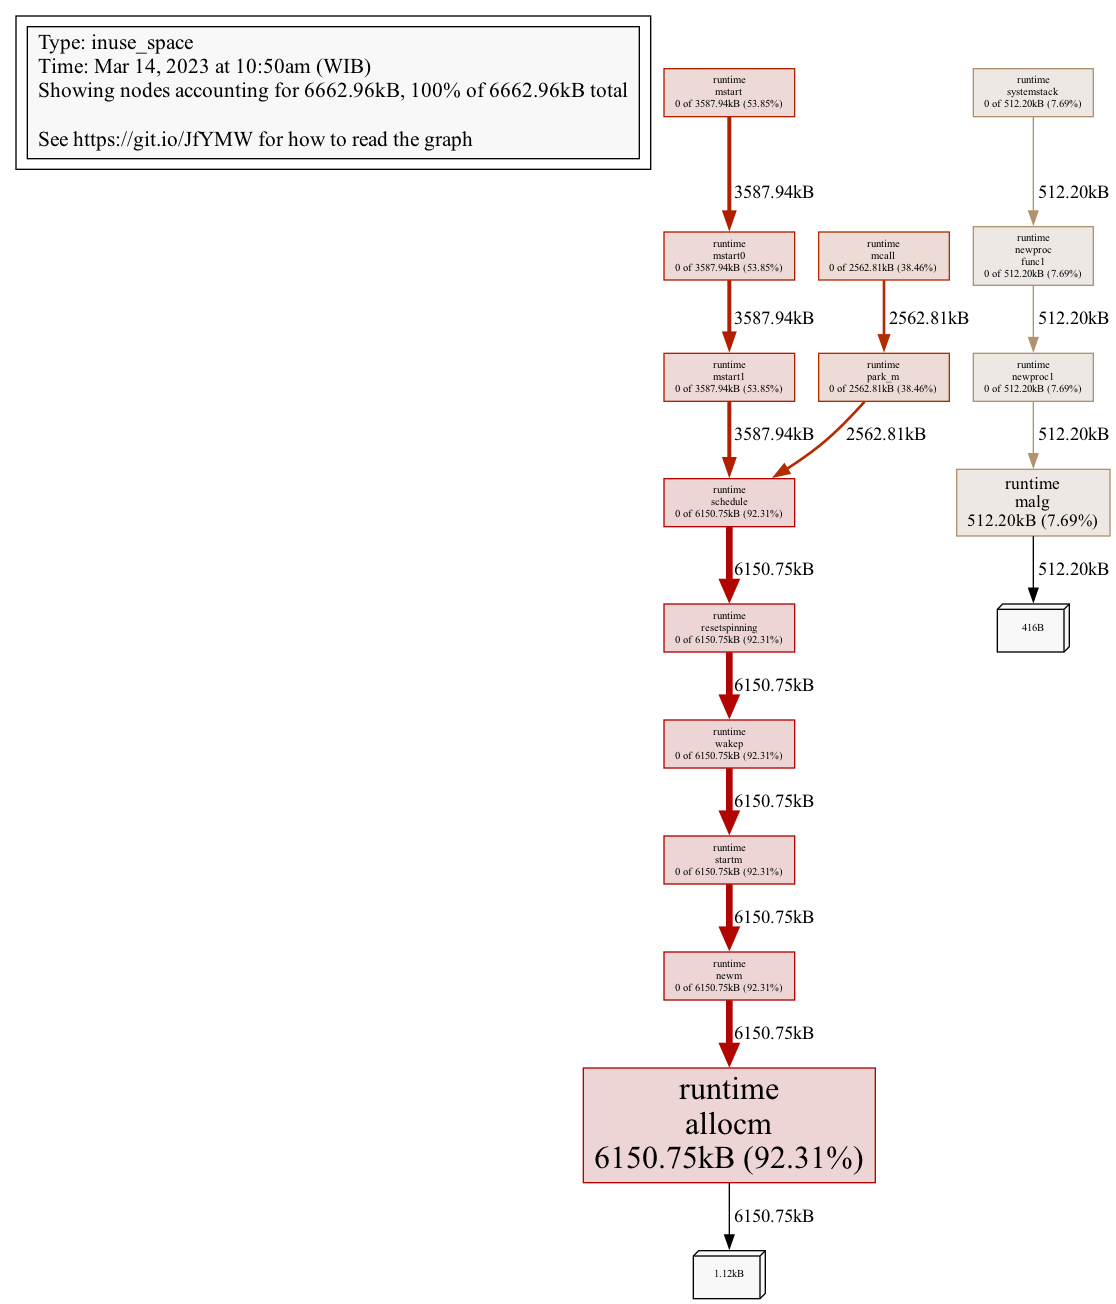 Type: inuse_space
Time: Mar 14, 2023 at 10:50am (WIB)
Showing nodes accounting for 6662.96kB, 100% of 6662.96kB total
See https://git.io/JfYMW for how to read the graph
runtime
mstart
0 of 3587.94kB (53.85%)
runtime
systemstack
0 of 512.20kB (7.69%)
3587.94kB
512.20kB
runtime
mstart0
0 of 3587.94kB (53.85%)
runtime
mcall
0 of 2562.81kB (38.46%)
runtime
newproc
func1
0 of 512.20kB (7.69%)
3587.94kB
2562.81kB
512.20kB
runtime
mstart1
0 of 3587.94kB (53.85%)
runtime
park_m
0 of 2562.81kB (38.46%)
runtime
newproc1
0 of 512.20kB (7.69%)
3587.94kB
2562.81kB
512.20kB
runtime
schedule
0 of 6150.75kB (92.31%)
runtime
malg
512.20kB (7.69%)
6150.75kB
512.20kB
runtime
resetspinning
0 of 6150.75kB (92.31%)
416B
6150.75kB
runtime
wakep
0 of 6150.75kB (92.31%)
6150.75kB
runtime
startm
0 of 6150.75kB (92.31%)
6150.75kB
runtime
newm
0 of 6150.75kB (92.31%)
6150.75kB
runtime
allocm
6150.75kB (92.31%)
6150.75kB
1.12kB